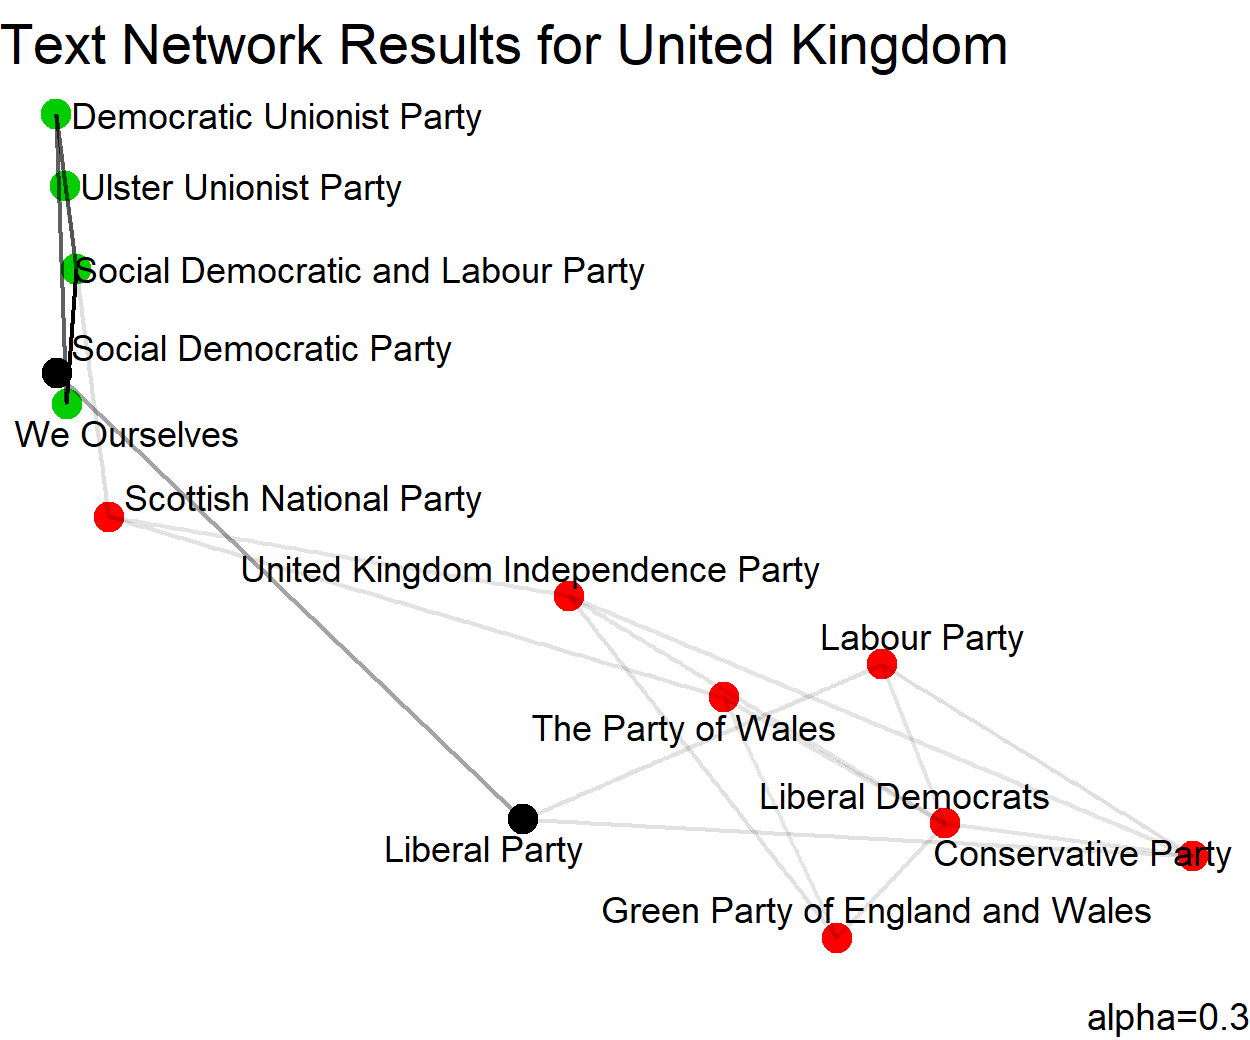 Text Network Results for United Kingdom
Democratic Unionist Party
Ulster Unionist Party
Social Democratic and Labour Party
Social Democratic Party
We Ourselves
Scottish National Party
United Kingdom Independence Party
Labour Party
The Party of Wales
Liberal Democrats
Liberal Party
Conservative Party
Green Party of England and Wales
alpha=0.3